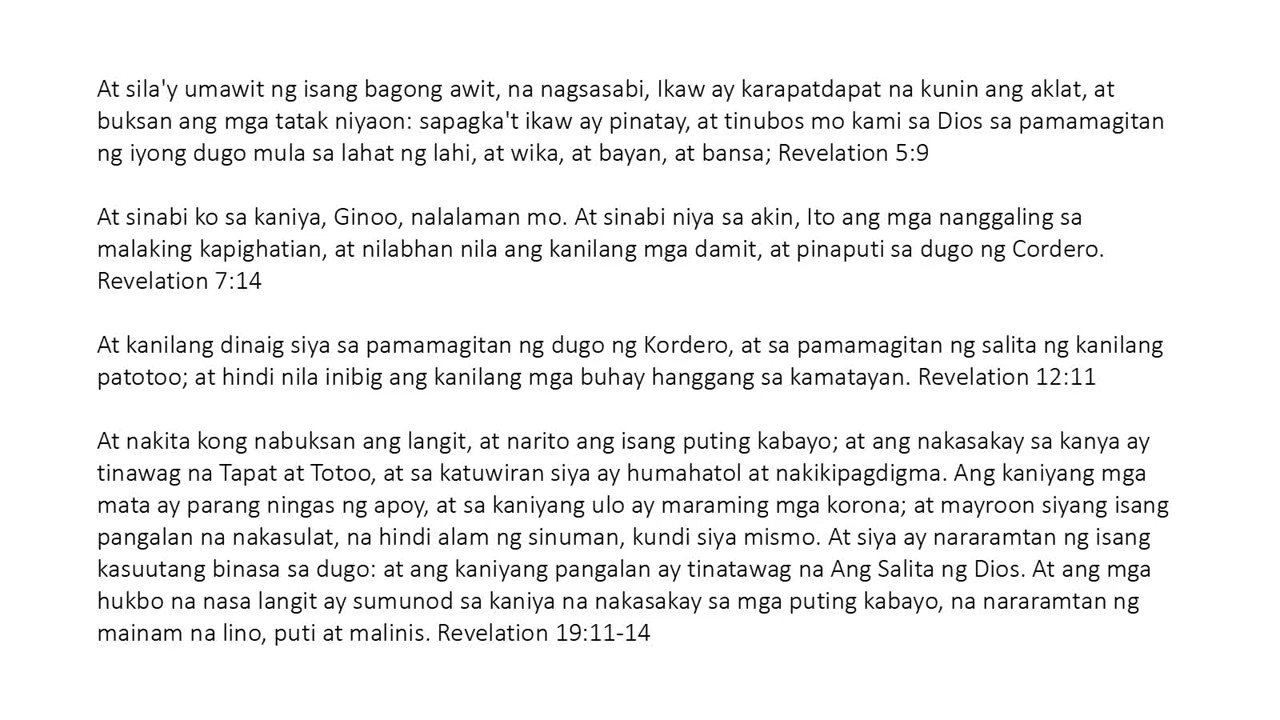 At sila'y umawit ng isang bagong awit, na nagsasabi, Ikaw ay karapatdapat na kunin ang aklat, at
buksan ang mga tatak niyaon: sapagka't ikaw ay pinatay, at tinubos mo kami sa Dios sa pamamagitan
ng iyong dugo mula sa lahat ng lahi, at wika, at bayan, at bansa; Revelation 5:9
At sinabi ko sa kaniya, Ginoo, nalalaman mo. At sinabi niya sa akin, Ito ang mga nanggaling sa
malaking kapighatian, at nilabhan nila ang kanilang mga damit, at pinaputi sa dugo ng Cordero.
Revelation 7:14
At kanilang dinaig siya sa pamamagitan ng dugo ng Kordero, at sa pamamagitan ng salita ng kanilang
patotoo; at hindi nila inibig ang kanilang mga buhay hanggang sa kamatayan. Revelation 12:11
At nakita kong nabuksan ang langit, at narito ang isang puting kabayo; at ang nakasakay sa kanya ay
tinawag na Tapat at Totoo, at sa katuwiran siya ay humahatol at nakikipagdigma. Ang kaniyang mga
mata ay parang ningas ng apoy, at sa kaniyang ulo ay maraming mga korona; at mayroon siyang isang
pangalan na nakasulat, na hindi alam ng sinuman, kundi siya mismo. At siya ay nararamtan ng isang
kasuutang binasa sa dugo: at ang kaniyang pangalan ay tinatawag na Ang Salita ng Dios. At ang mga
hukbo na nasa langit ay sumunod sa kaniya na nakasakay sa mga puting kabayo, na nararamtan ng
mainam na lino, puti at malinis. Revelation 19:11-14